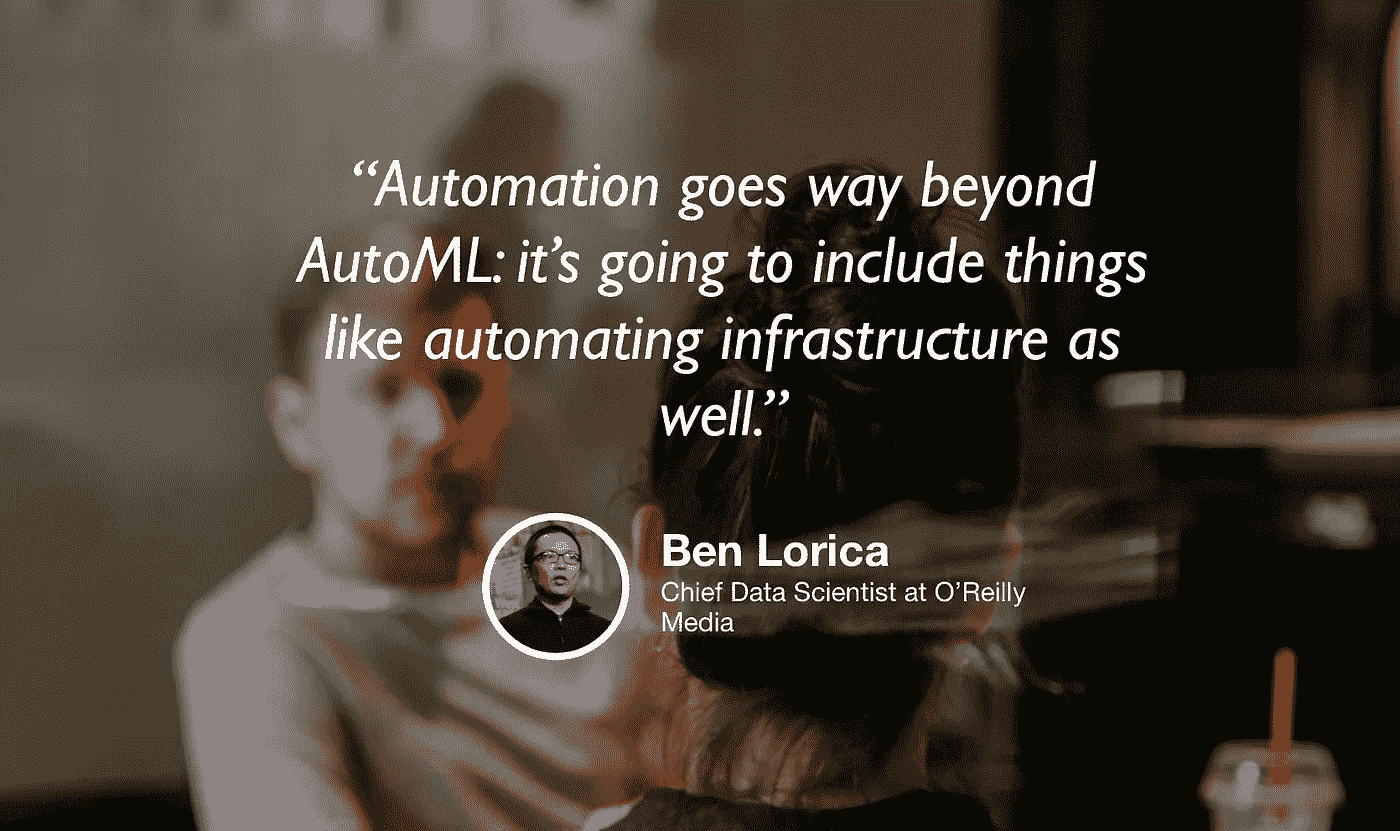 “Automation goes way beyond
AutoML: it’s going to include things
like automating infrastructure as
well.”
Ben Lorica
Chief Data Scientist at O’Reilly
Media